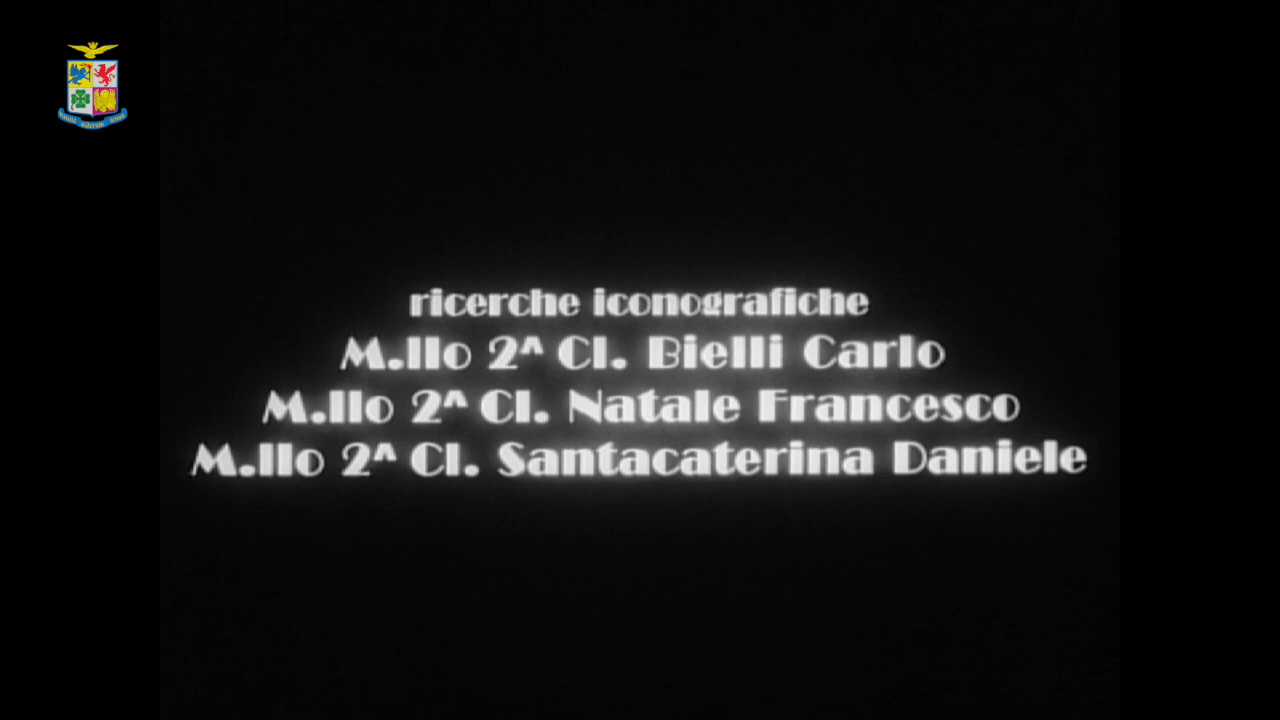 ricerche iconografiche
M.llo 2^ Cl. Bielli Carlo
M.llo 2^ Cl. Natale Francesco
M.llo 2^ Cl. Santacaterina Daniele